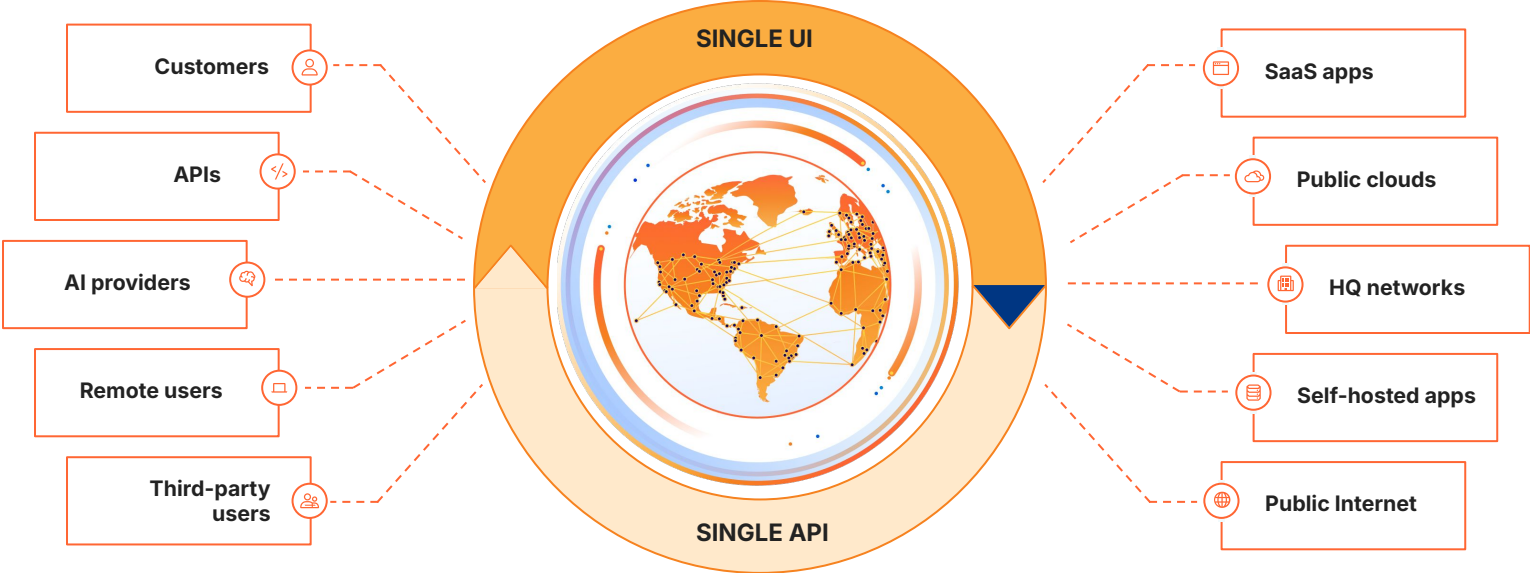 SINGLE UI
Customers
APIs
AI providers
Remote users
Third-party
users
SaaS apps
Public clouds
HQ networks
Self-hosted apps
Public Internet
SINGLE API